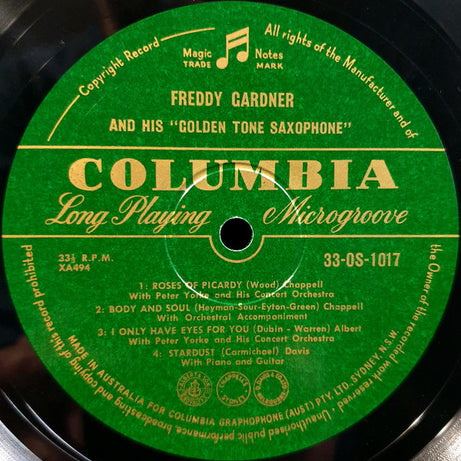 Copyright Record
Magic Notes
TRADE MARK
All rights of the Manufacturer and of
the Owner of the recorded work reserved
Unauthorised public performance, broadcasting and copying of this record prohibited
FREDDY GARDNER
AND HIS "GOLDEN TONE SAXOPHONE"
COLUMBIA
Long Playing Microgroove
33⅓ R.P.M.
XA494
33-OS-1017
1: ROSES OF PICARDY (Wood) Chappell
With Peter Yorke and His Concert Orchestra
2: BODY AND SOUL (Heyman-Sour-Eyton-Green) Chappell
With Orchestral Accompaniment
3: I ONLY HAVE EYES FOR YOU (Dubin - Warren) Albert
With Peter Yorke and His Concert Orchestra
4: STARDUST (Carmichael) Davis
With Piano and Guitar
MADE IN AUSTRALIA FOR COLUMBIA GRAPHOPHONE (AUST) PTY. LTD., SYDNEY, N.S.W.